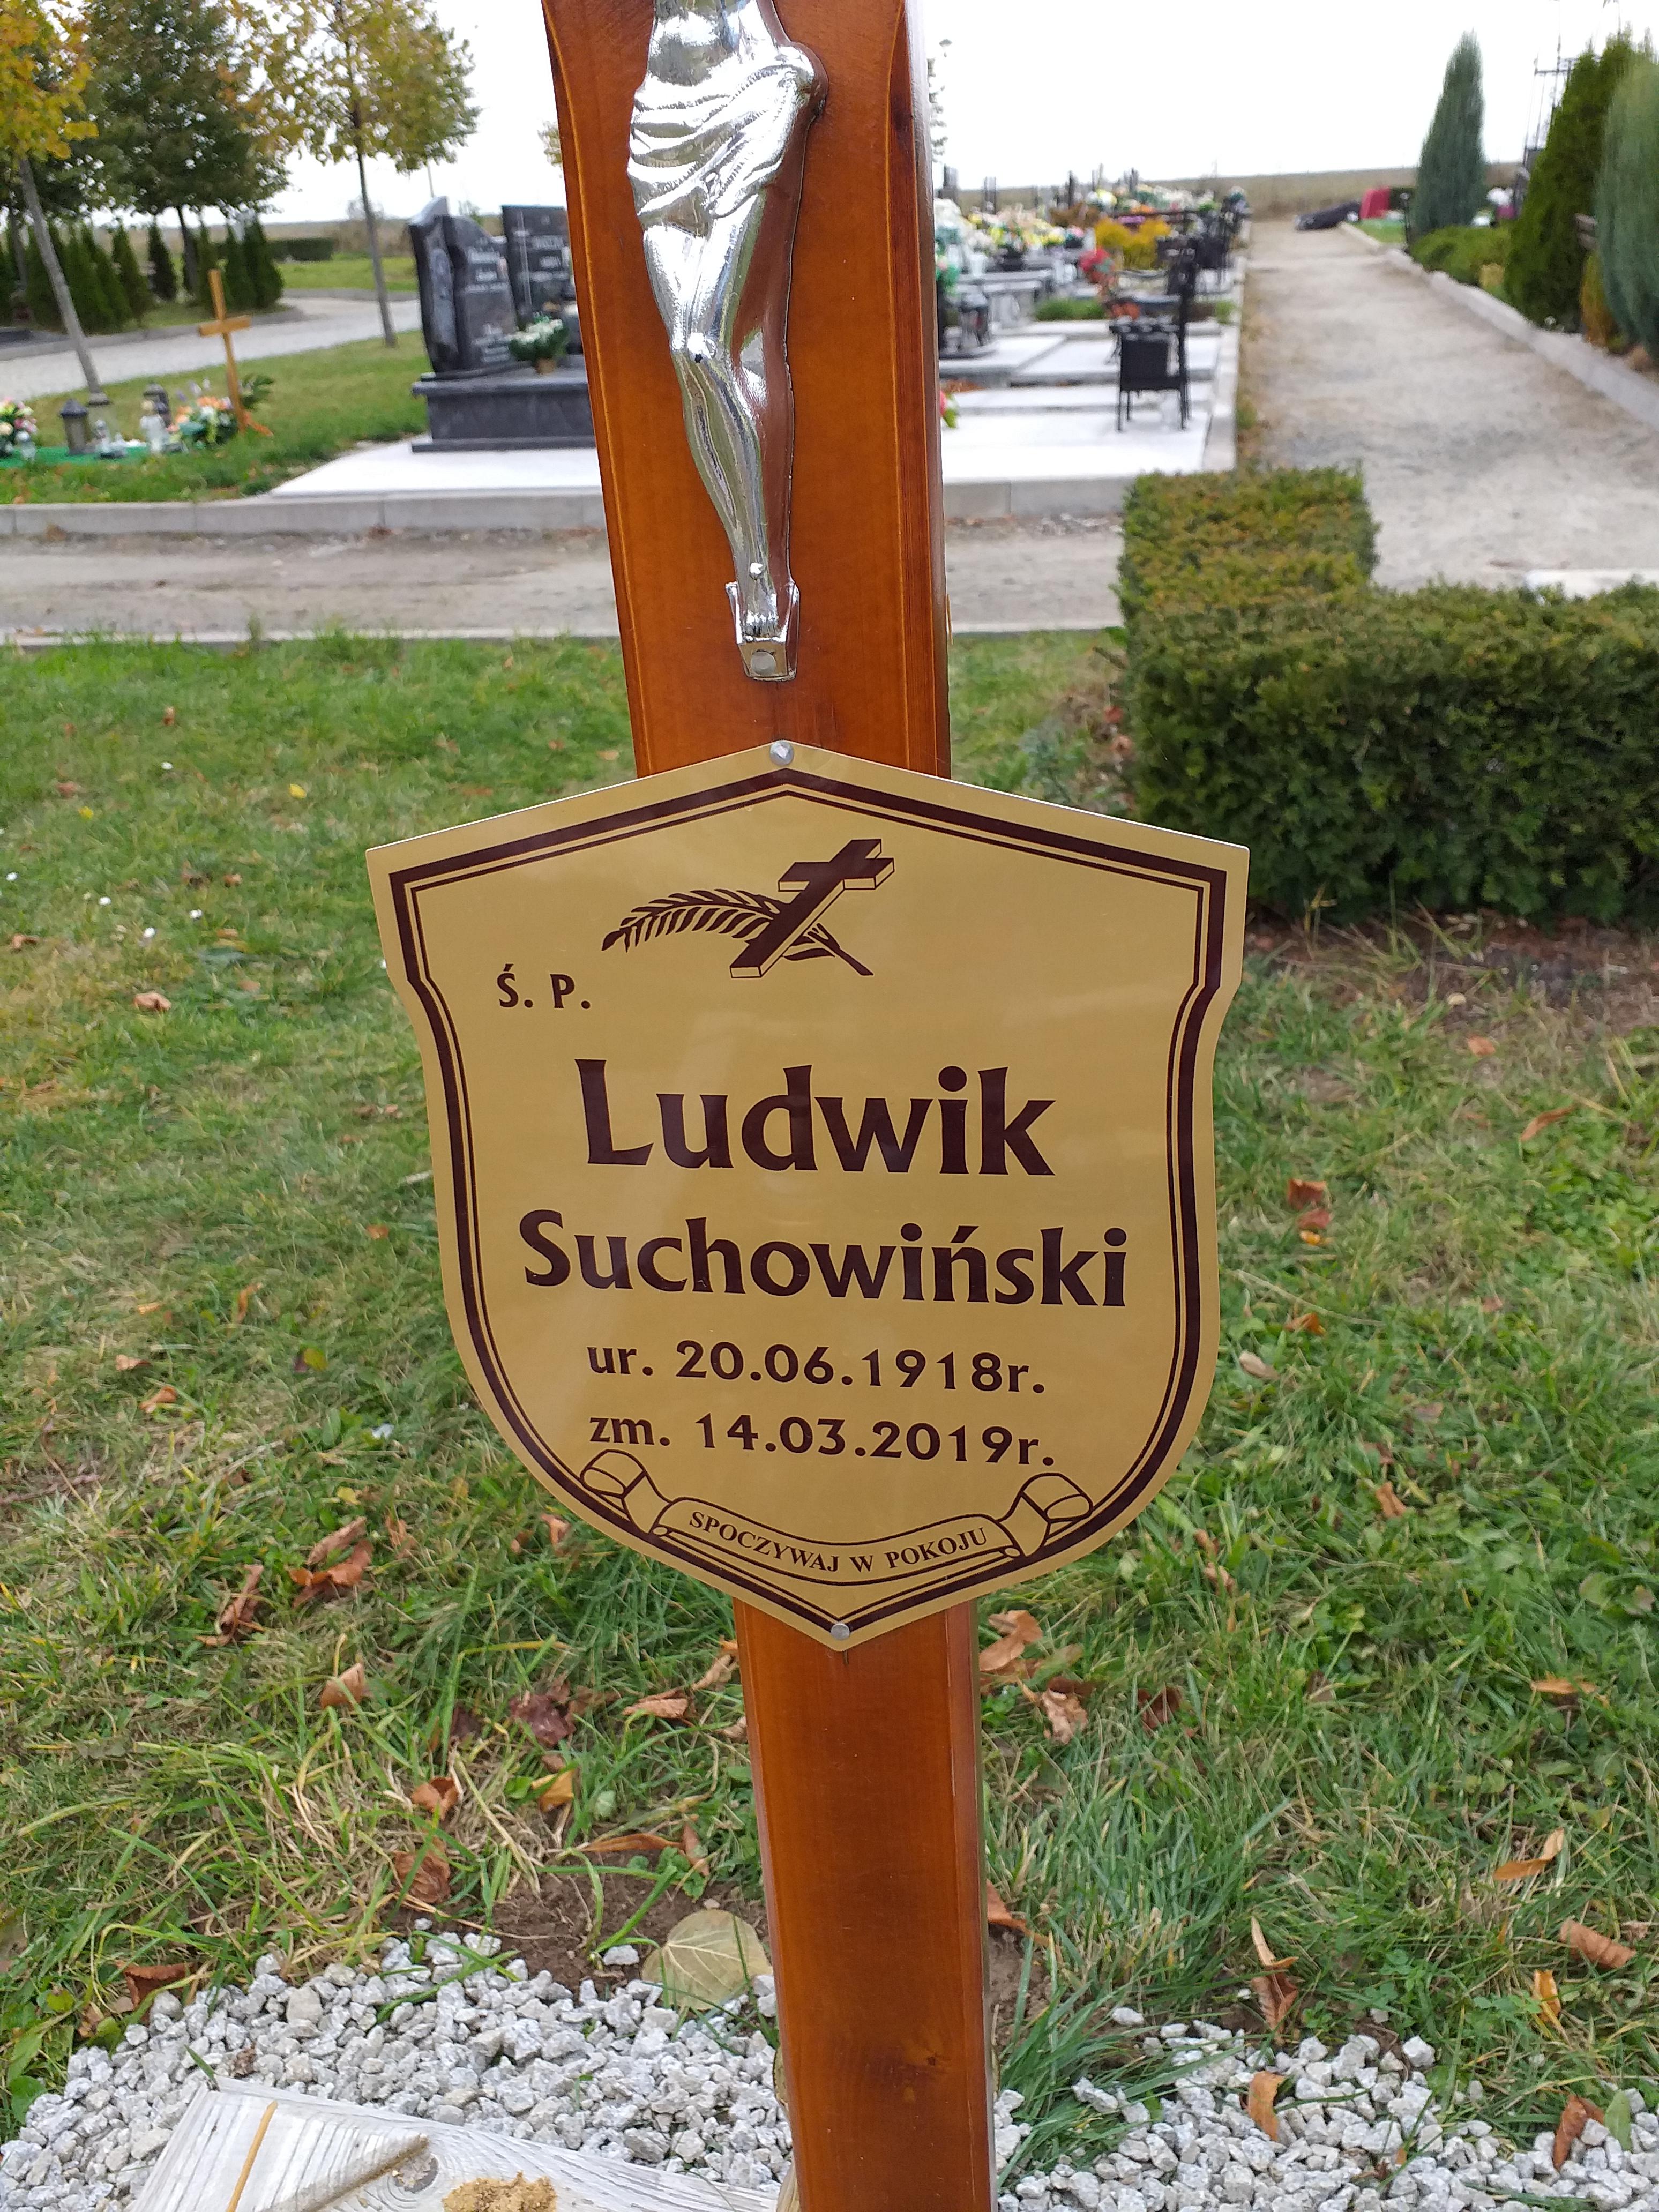 Ś. P.
Ludwik
Suchowiński
ur. 20.06.1918r.
zm. 14.03.2019r.
SPOCZYWAJ W POKOJU